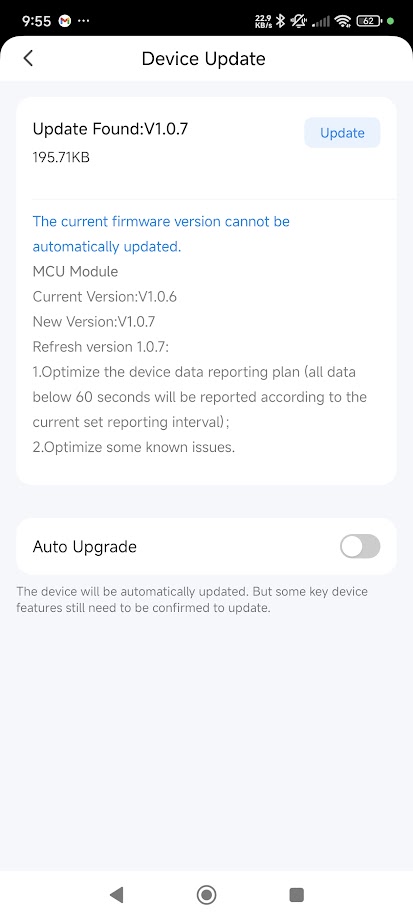 9:55
22.9
KB/s
62
Device Update
Update Found:V1.0.7
Update
195.71KB
The current firmware version cannot be
automatically updated.
MCU Module
Current Version:V1.0.6
New Version:V1.0.7
Refresh version 1.0.7:
1.Optimize the device data reporting plan (all data
below 60 seconds will be reported according to the
current set reporting interval);
2.Optimize some known issues.
Auto Upgrade
The device will be automatically updated. But some key device
features still need to be confirmed to update.